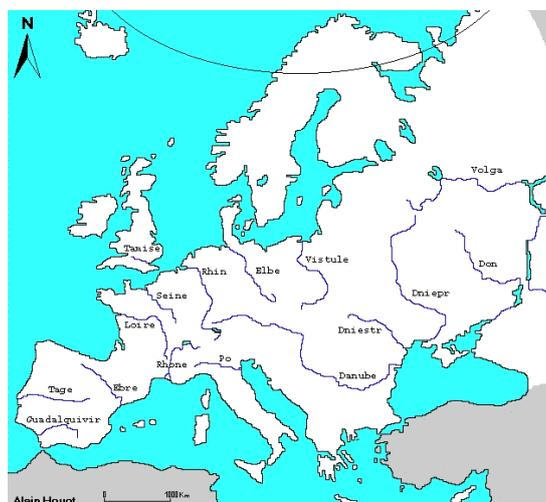 N
Volga
Tamise
Rhin
Elbe
Vistule
Don
Seine
Dniepr
Loire
Dniestr
Po
Rhone
Danube
Tage
Ebre
Guadalquivir
Alain Houot
0 1000 Km